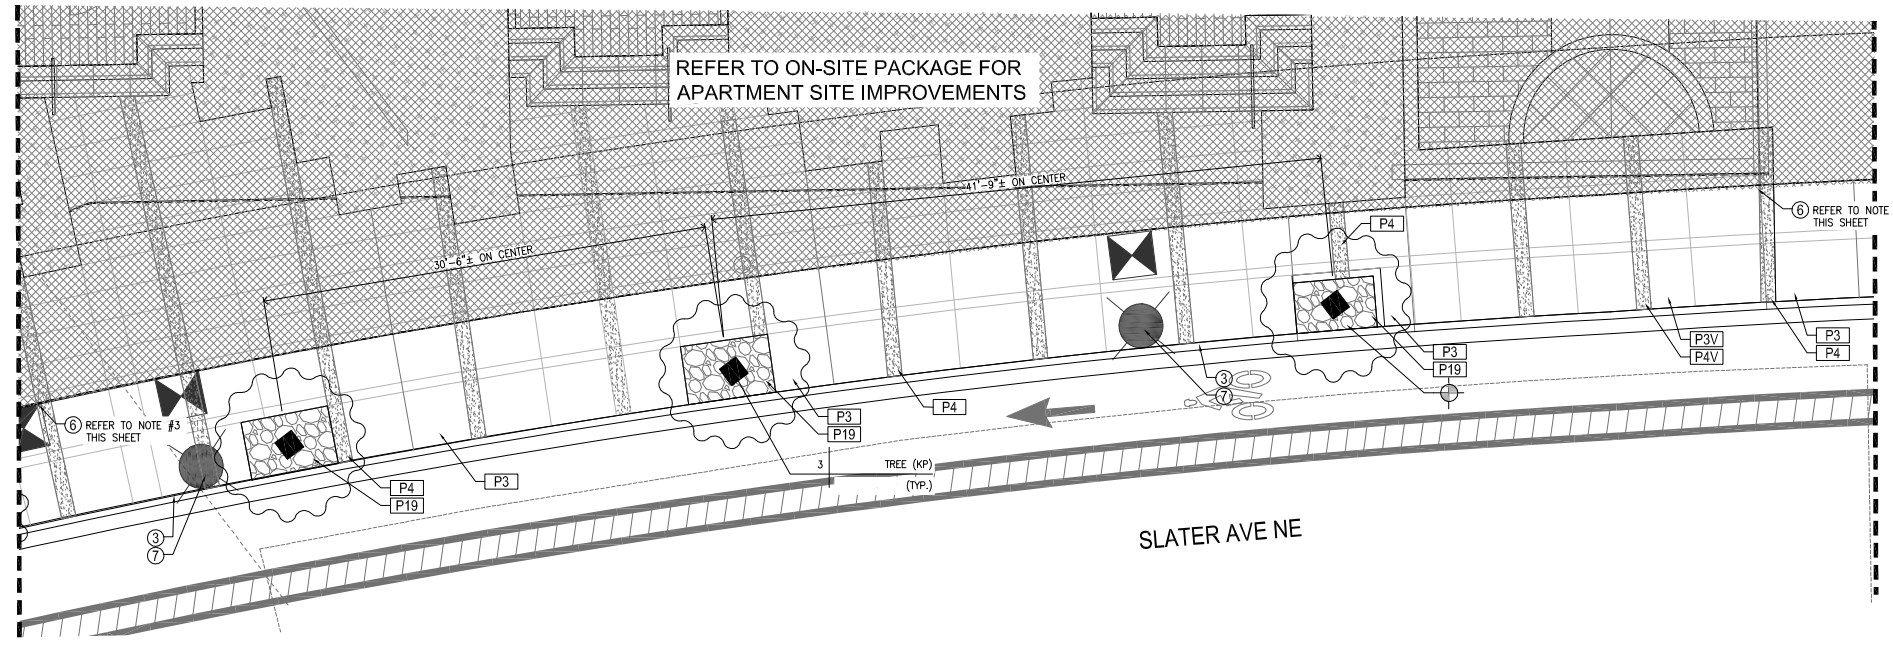 REFER TO ON-SITE PACKAGE FOR
APARTMENT SITE IMPROVEMENTS
41'-9"± ON CENTER
6 REFER TO NOTE
THIS SHEET
P4
30'-6"± ON CENTER
P3V
P4V
P3
P4
P3
P19
3
7
P4
P3
P19
6 REFER TO NOTE #3
THIS SHEET
3 TREE (KP)
(TYP.)
P3
P4
P19
3
7
SLATER AVE NE